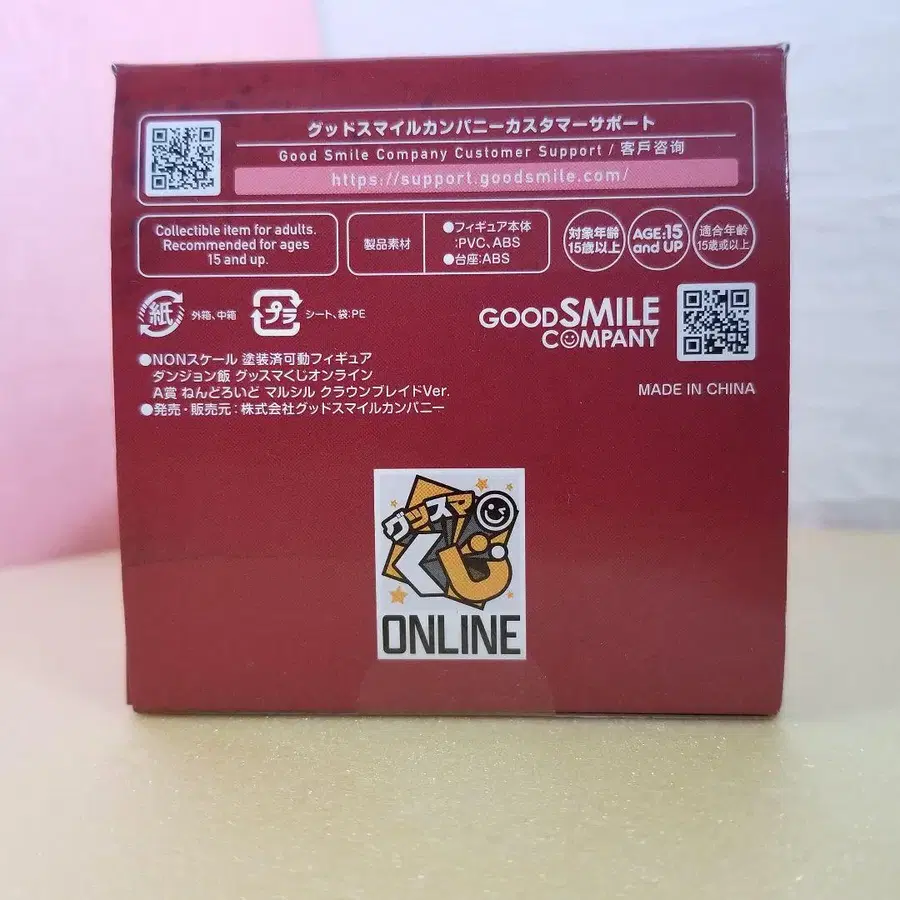 グッドスマイルカンパニーカスタマーサポート
Good Smile Company Customer Support / 客戶咨询
https://support.goodsmile.com/
Collectible item for adults.
Recommended for ages
15 and up.
製品素材
●フィギュア本体
:PVC、ABS
●台座:ABS
対象年齢
15歳以上
AGE:15
and UP
適合年齢
15歳或以上
紙
外箱、中箱
プラ
シート、袋:PE
GOODSMILE
COMPANY
MADE IN CHINA
●NONスケール 塗装済可動フィギュア
ダンジョン飯 グッスマくじオンライン
A賞 ねんどろいど マルシル クラウンブレイドVer.
●発売・販売元:株式会社グッドスマイルカンパニー
グッスマ
くじ
ONLINE